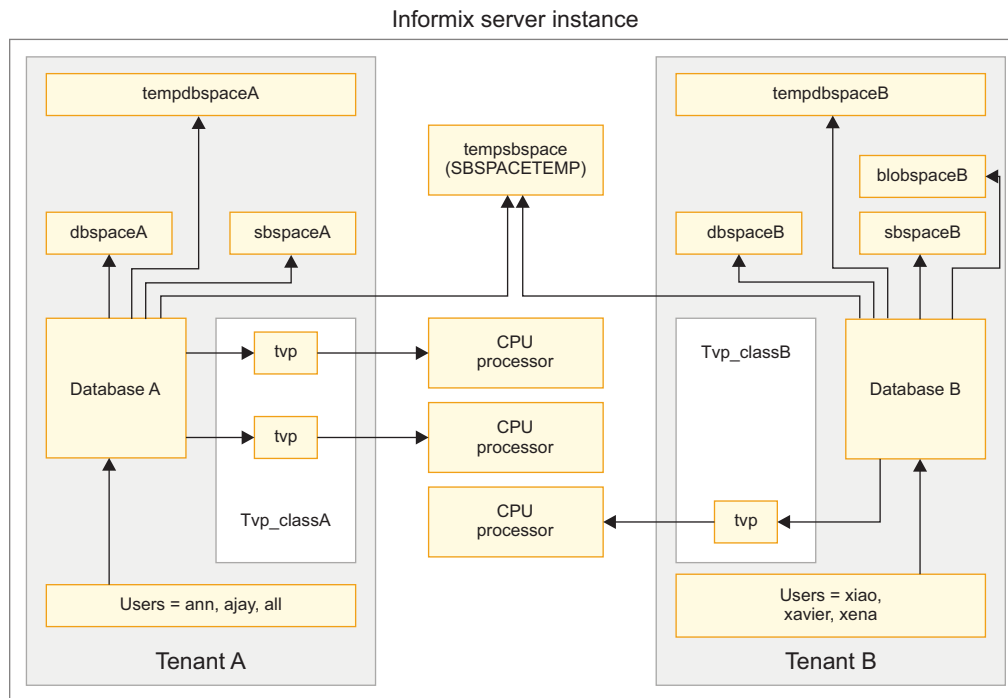 Informix server instance
tempdbspaceA
tempsbspace
(SBSPACETEMP)
tempdbspaceB
blobspaceB
dbspaceA
sbspaceA
dbspaceB
sbspaceB
Database A
tvp
CPU
processor
Tvp_classB
Database B
tvp
CPU
processor
Tvp_classA
CPU
processor
tvp
Users = ann, ajay, all
Users = xiao,
xavier, xena
Tenant A
Tenant B